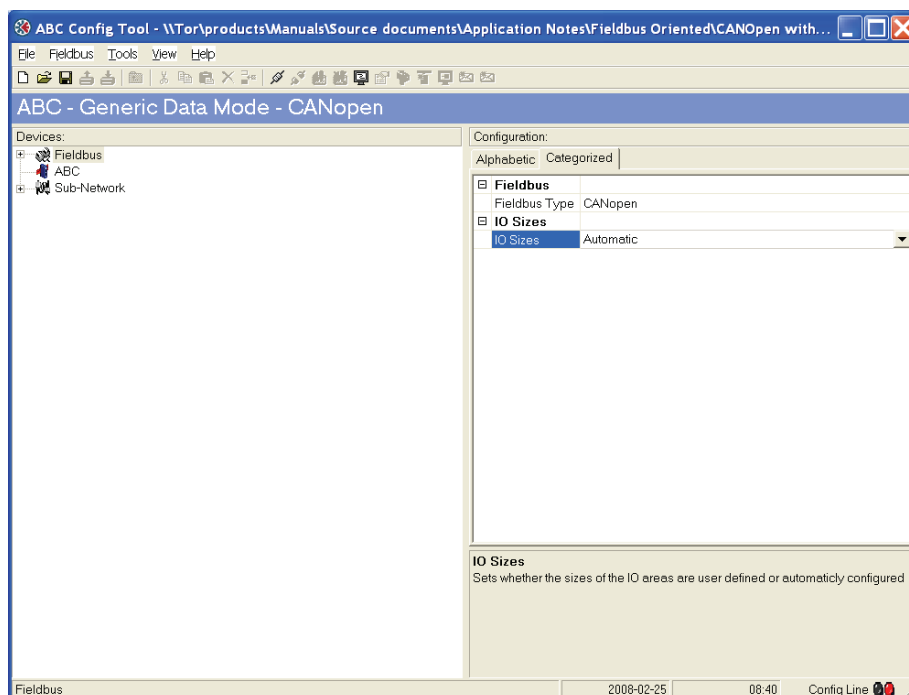 ABC Config Tool - \\Tor\products\Manuals\Source documents\Application Notes\Fieldbus Oriented\CANOpen with...
File Fieldbus Tools View Help
ABC - Generic Data Mode - CANopen
Devices:
Fieldbus
ABC
Sub-Network
Configuration:
Alphabetic Categorized
Fieldbus
Fieldbus Type CANopen
IO Sizes
IO Sizes Automatic
IO Sizes
Sets whether the sizes of the IO areas are user defined or automaticly configured
Fieldbus 2008-02-25 08:40 Config Line